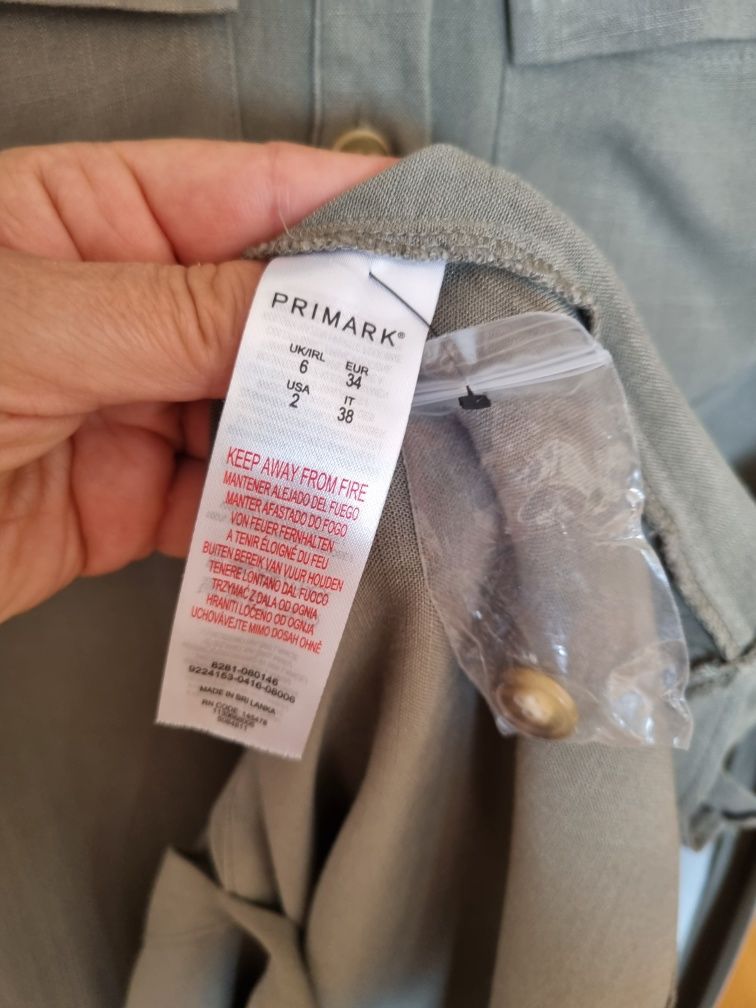 PRIMARK®
UK/IRL EUR
6 34
USA IT
2 38
KEEP AWAY FROM FIRE
MANTENER ALEJADO DEL FUEGO
MANTER AFASTADO DO FOGO
VON FEUER FERNHALTEN
A TENIR ÉLOIGNÉ DU FEU
BUITEN BEREIK VAN VUUR HOUDEN
TENERE LONTANO DAL FUOCO
TRZYMAĆ Z DALA OD OGNIA
HRANITI LOČENO OD OGNJA
UCHOVÁVEJTE MIMO DOSAH OHNĚ
6281-080146
9224153-0416-08006
MADE IN SRI LANKA
RN CODE: